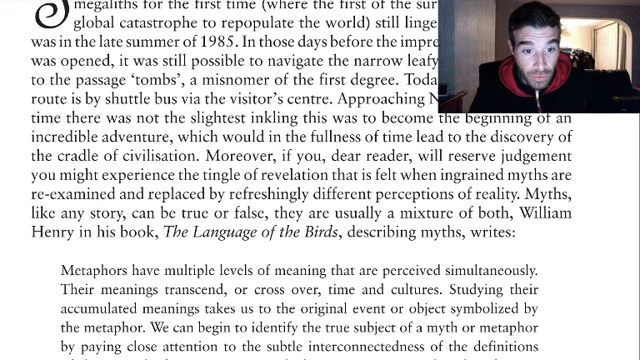 megaliths for the first time (where the first of the sur
global catastrophe to repopulate the world) still linge
was in the late summer of 1985. In those days before the impre
was opened, it was still possible to navigate the narrow leafy
to the passage 'tombs', a misnomer of the first degree. Toda
route is by shuttle bus via the visitor's centre. Approaching N
time there was not the slightest inkling this was to become the beginning of an
incredible adventure, which would in the fullness of time lead to the discovery of
the cradle of civilisation. Moreover, if you, dear reader, will reserve judgement
you might experience the tingle of revelation that is felt when ingrained myths are
re-examined and replaced by refreshingly different perceptions of reality. Myths,
like any story, can be true or false, they are usually a mixture of both, William
Henry in his book, The Language of the Birds, describing myths, writes:
Metaphors have multiple levels of meaning that are perceived simultaneously.
Their meanings transcend, or cross over, time and cultures. Studying their
accumulated meanings takes us to the original event or object symbolized by
the metaphor. We can begin to identify the true subject of a myth or metaphor
by paying close attention to the subtle interconnectedness of the definitions